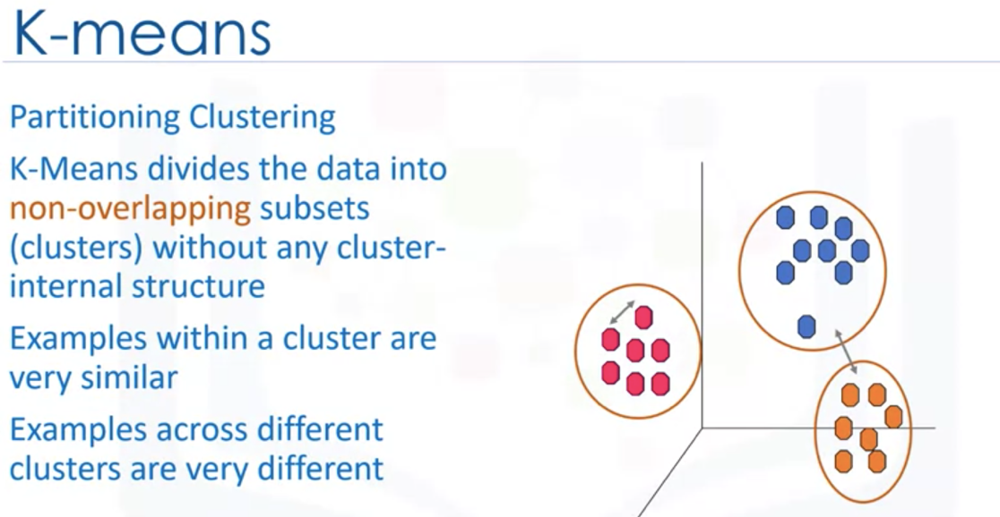 K-means
Partitioning Clustering
K-Means divides the data into
non-overlapping subsets
(clusters) without any cluster-
internal structure
Examples within a cluster are
very similar
Examples across different
clusters are very different